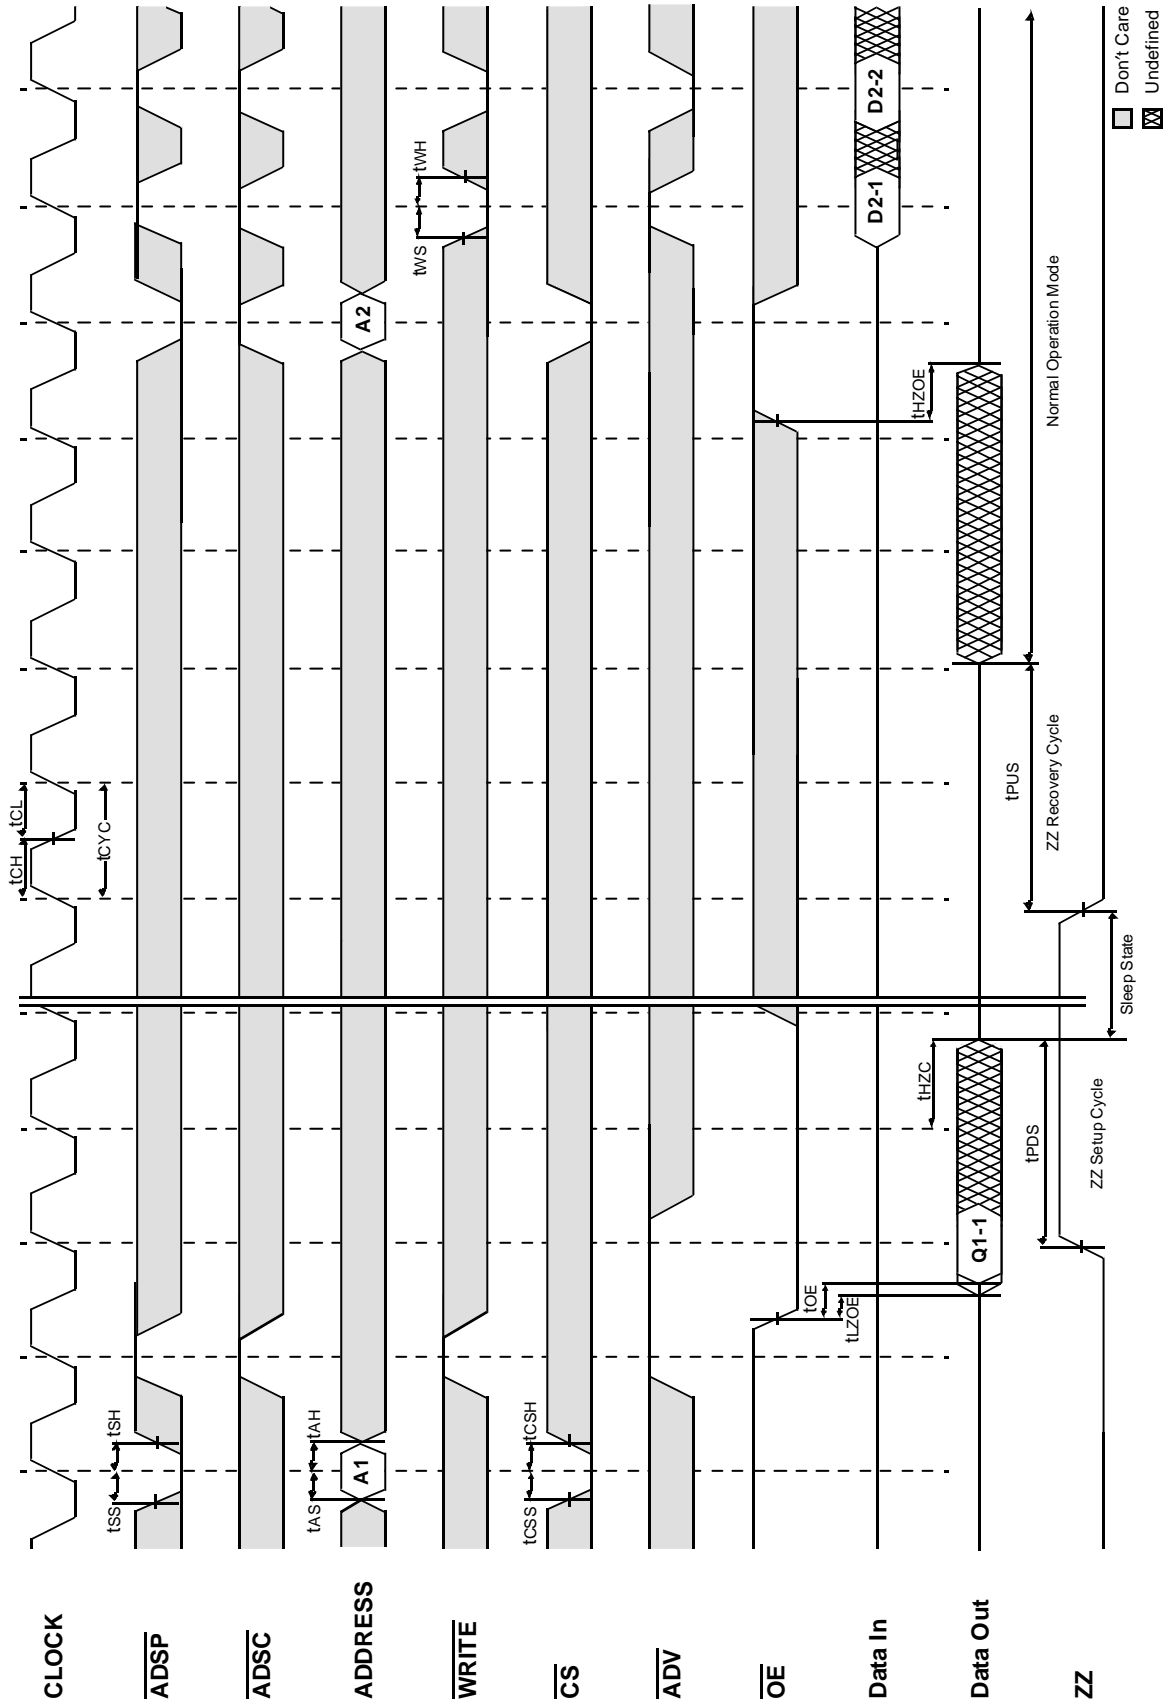 CLOCK
tCH
tCL
tCYC
ADSP
tSS
tSH
ADSC
ADDRESS
tAS
tAH
A1
A2
WRITE
tWS
tWH
CS
tCSS
tCSH
ADV
OE
Data In
tOE
tLZOE
D2-1
D2-2
Data Out
tHZC
tHZOE
Q1-1
tPDS
tPUS
ZZ Setup Cycle
ZZ Recovery Cycle
Normal Operation Mode
ZZ
Sleep State
Don't Care
Undefined